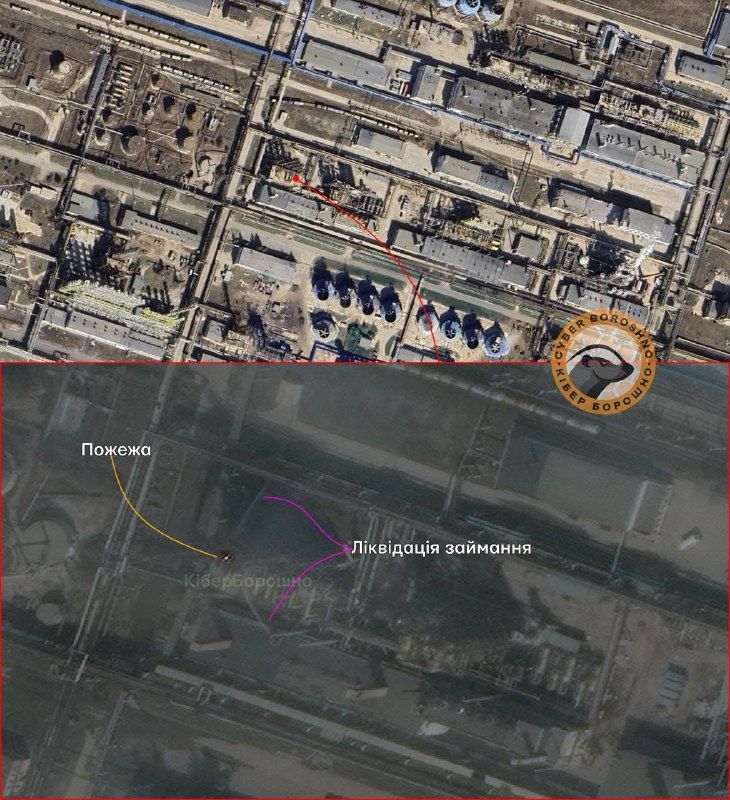 CYBER BOROSHNO
КІБЕР БОРОШНО
Пожежа
Ліквідація займання
КіберБорошно